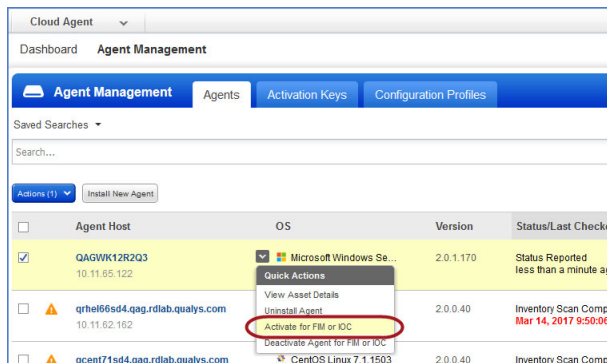 Cloud Agent
Dashboard Agent Management
Agent Management Agents Activation Keys Configuration Profiles
Saved Searches
Search...
Actions (1) Install New Agent
Agent Host OS Version Status/Last Checke
QAGWK12R2Q3 Microsoft Windows Se... 2.0.1.170 Status Reported
10.11.65.122 less than a minute ag
Quick Actions
View Asset Details
Uninstall Agent
qrhel66sd4.qag.rdlab.qualys.com 2.0.0.40 Inventory Scan Comp
10.11.62.162 Activate for FIM or IOC Mar 14, 2017 9:50:06
Deactivate Agent for FIM or IOC
qcent71sd4.qag.rdlab.qualys.com CentOS Linux 7.1.1503 2.0.0.40 Inventory Scan Comp